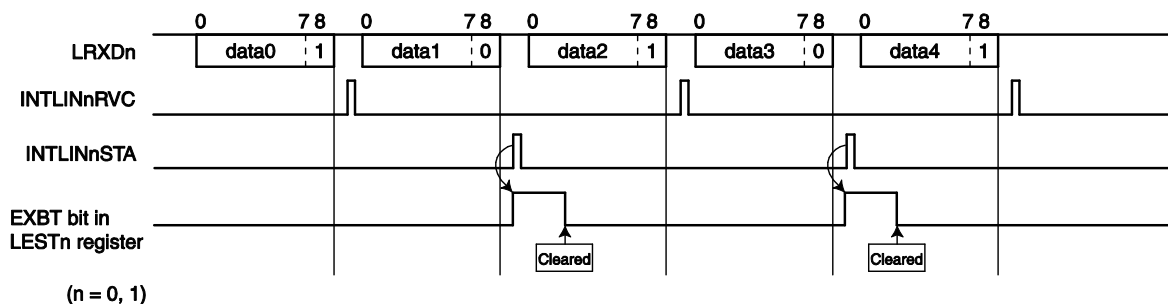 0 7 8 0 7 8 0 7 8 0 7 8 0 7 8
LRXDn data0 1 data1 0 data2 1 data3 0 data4 1
INTLINnRVC
INTLINnSTA
EXBT bit in
LESTn register
Cleared Cleared
(n = 0, 1)